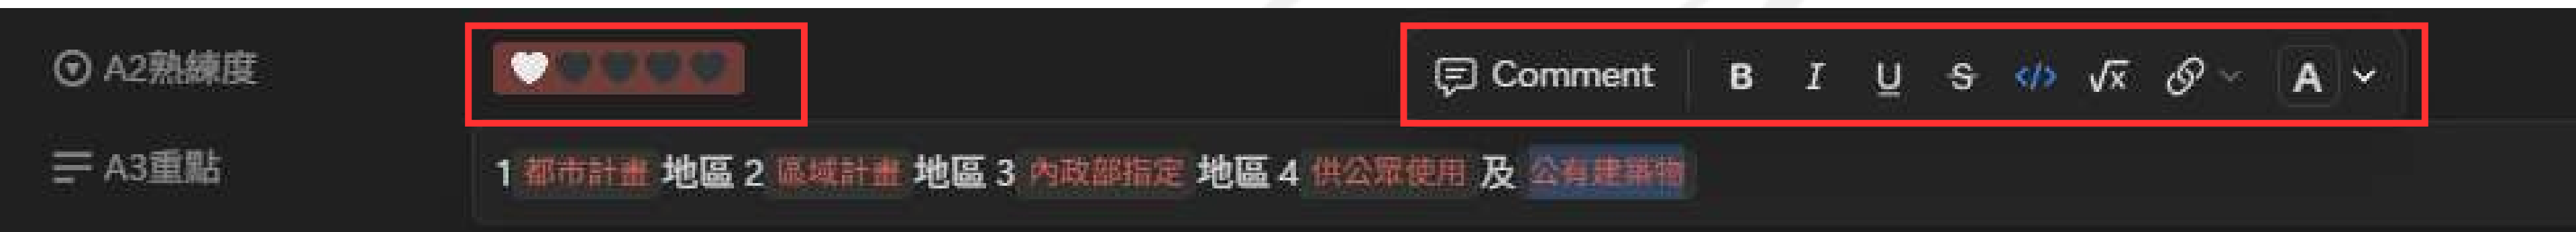 A2熟練度
Comment B I U S </> √x A
A3重點
1 都市計畫 地區 2 區域計畫 地區 3 內政部指定 地區 4 供公眾使用 及 公有建築物